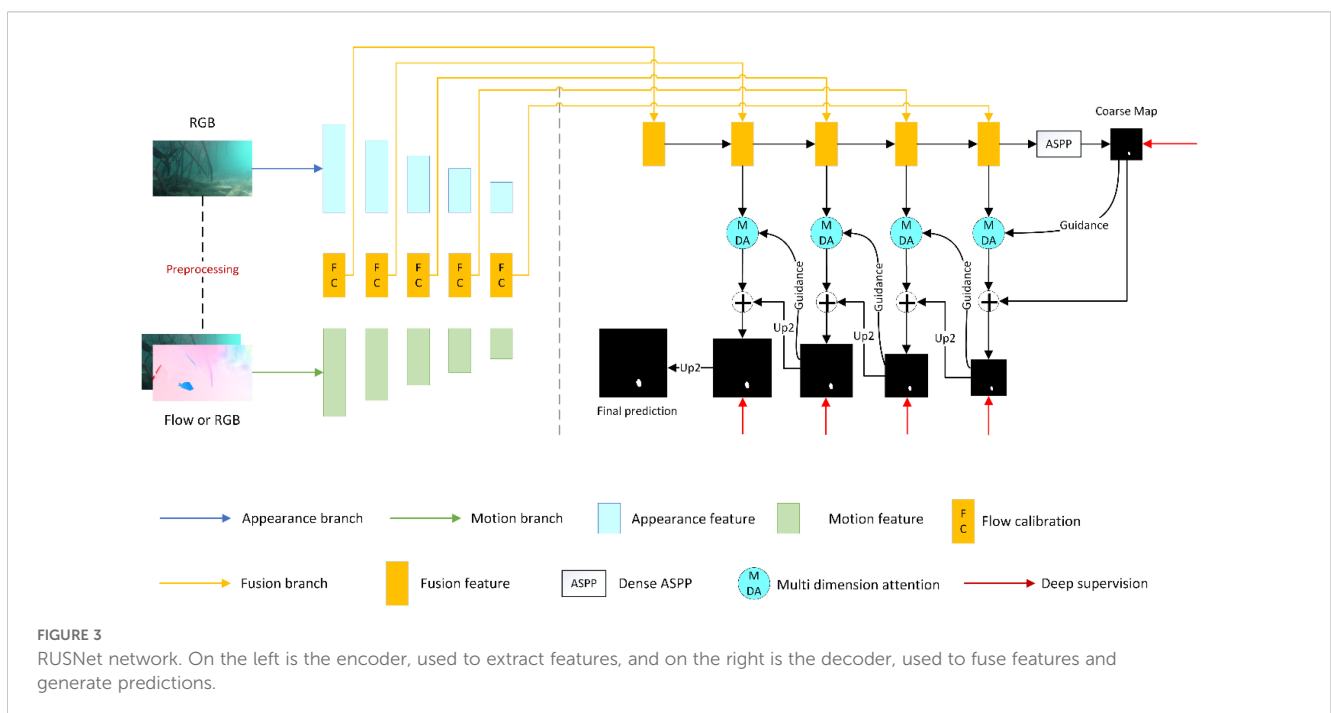 RGB
Preprocessing
Flow or RGB
F
C
F
C
F
C
F
C
F
C
ASPP
Coarse Map
M
DA
M
DA
M
DA
M
DA
Guidance
Guidance
Guidance
Guidance
Up2
Up2
Up2
Up2
Final prediction
Appearance branch
Motion branch
Appearance feature
Motion feature
F
C
Flow calibration
Fusion branch
Fusion feature
ASPP
Dense ASPP
M
DA
Multi dimension attention
Deep supervision
FIGURE 3
RUSNet network. On the left is the encoder, used to extract features, and on the right is the decoder, used to fuse features and
generate predictions.